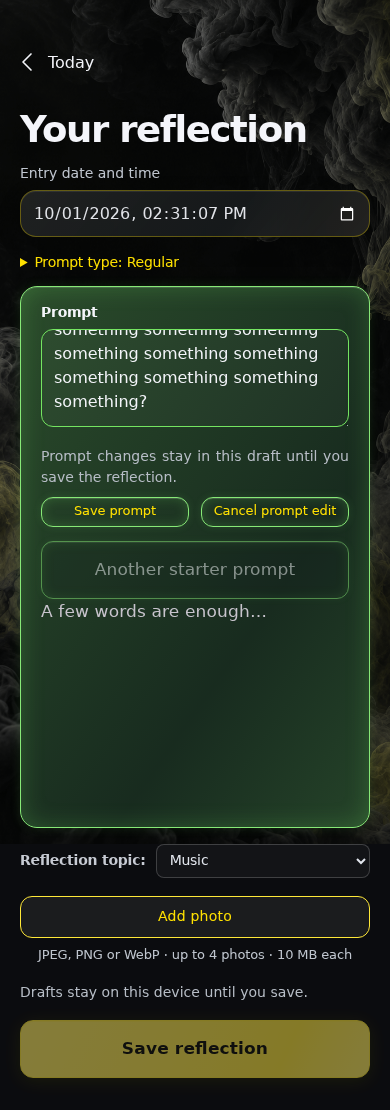 Today
Your reflection
Entry date and time
10/01/2026, 02:31:07 PM
Prompt type: Regular
Prompt
something something something
something something something
something something something
something?
Prompt changes stay in this draft until you
save the reflection.
Save prompt
Cancel prompt edit
Another starter prompt
A few words are enough…
Reflection topic:
Music
Add photo
JPEG, PNG or WebP · up to 4 photos · 10 MB each
Drafts stay on this device until you save.
Save reflection